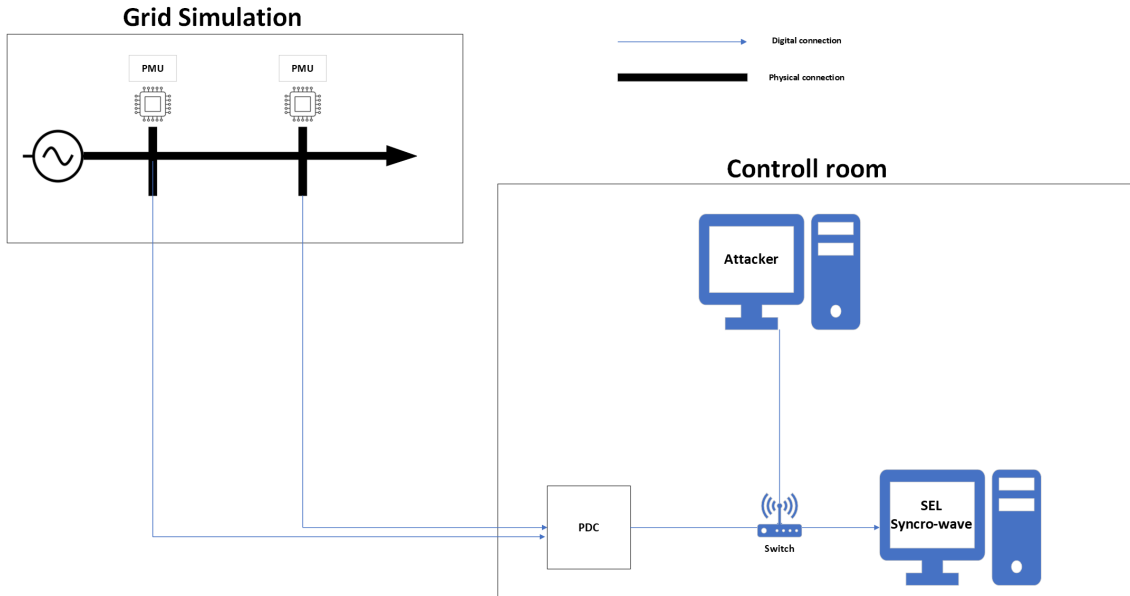 Grid Simulation
PMU
PMU
Digital connection
Physical connection
Controll room
Attacker
PDC
Switch
SEL
Syncro-wave